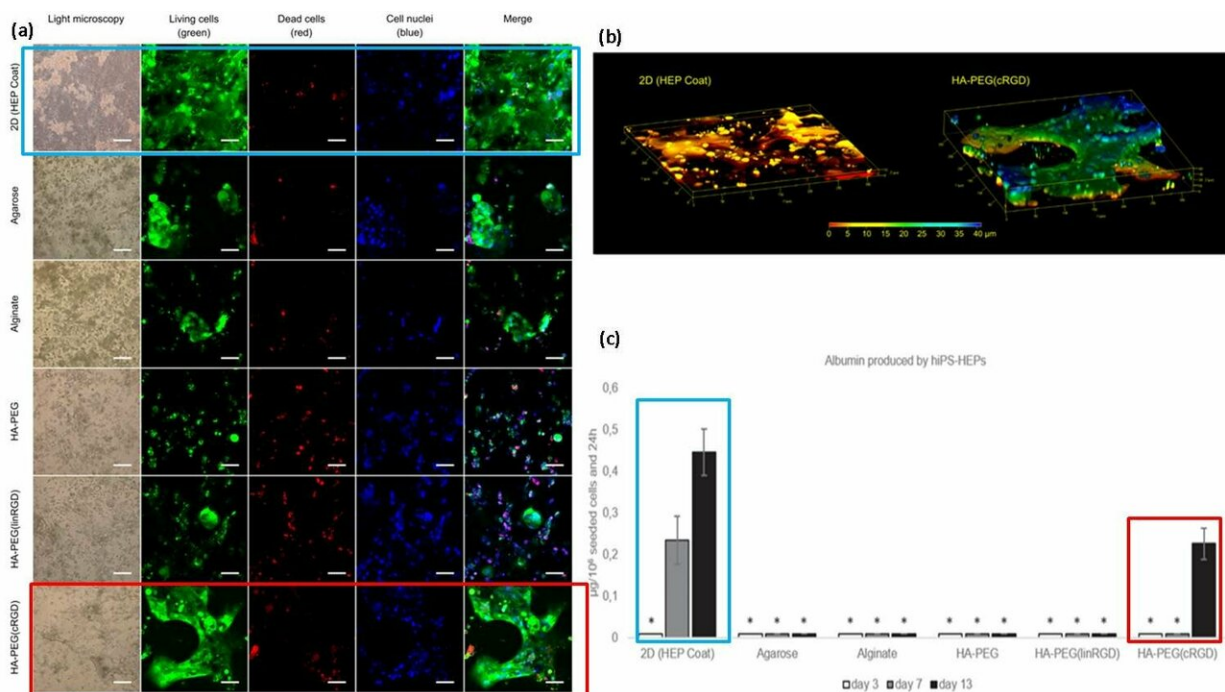 (a)
Light microscopy
Living cells
(green)
Dead cells
(red)
Cell nuclei
(blue)
Merge
2D (HEP Coat)
Agarose
Alginate
HA-PEG
HA-PEG(linRGD)
HA-PEG(cRGD)
(b)
2D (HEP Coat)
HA-PEG(cRGD)
0 5 10 15 20 25 30 35 40 µm
(c)
Albumin produced by hiPS-HEPs
µg/10⁶ seeded cells and 24h
0,6
0,5
0,4
0,3
0,2
0,1
0
* * * * * * * * * * * * * * *
2D (HEP Coat) Agarose Alginate HA-PEG HA-PEG(linRGD) HA-PEG(cRGD)
day 3 day 7 day 13